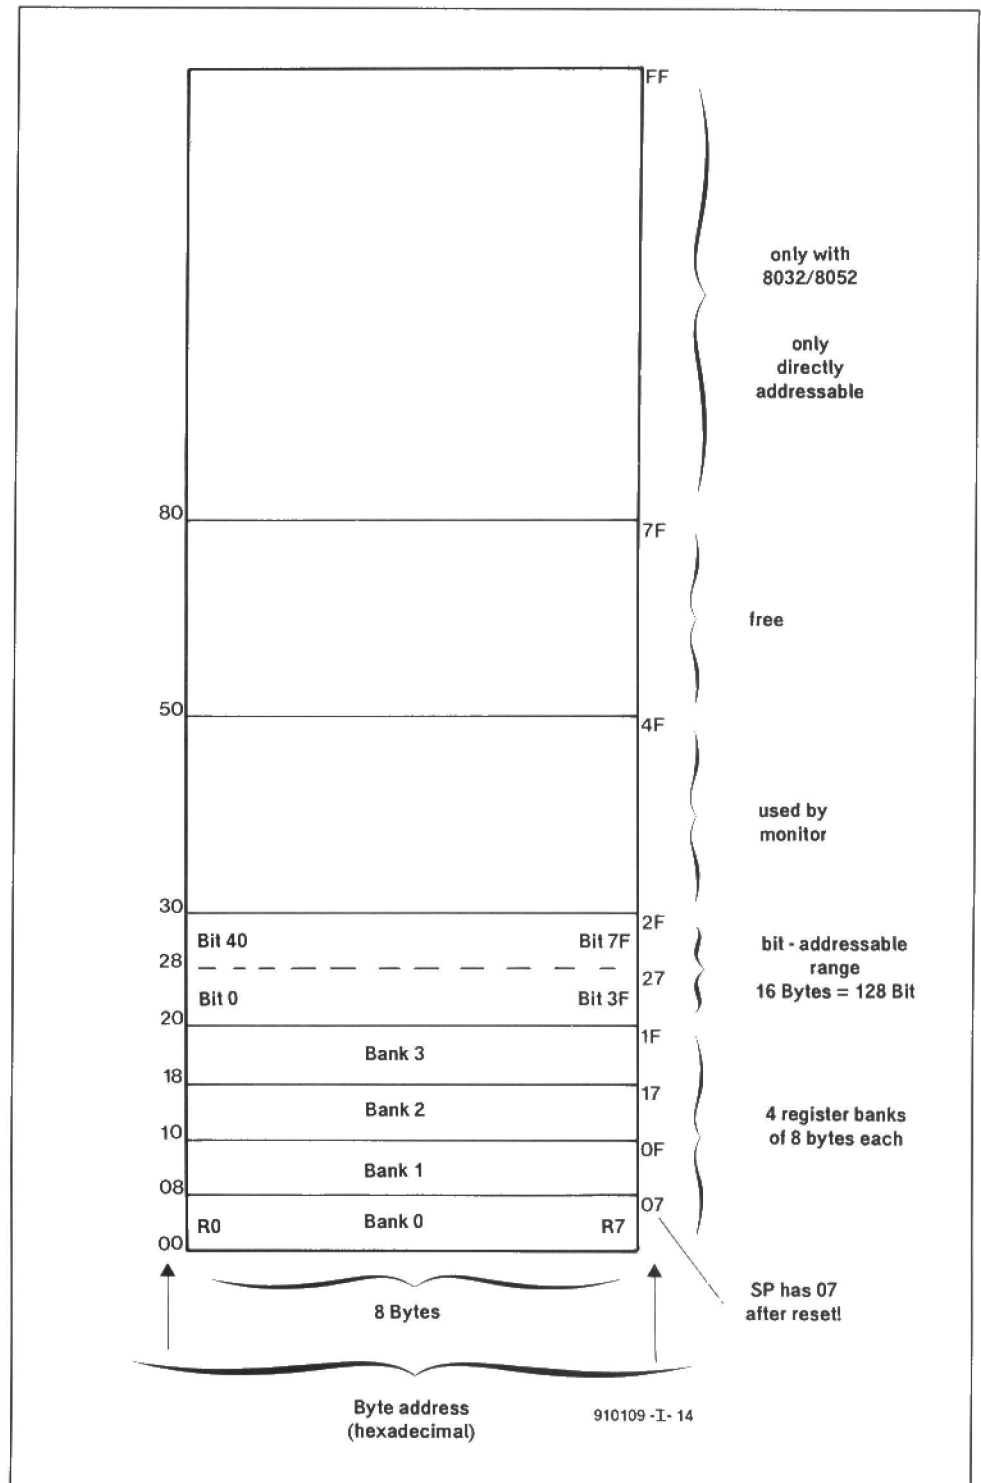 FF
only with
8032/8052
only
directly
addressable
80
7F
free
50
4F
used by
monitor
30
2F
Bit 40
Bit 7F
bit - addressable
range
16 Bytes = 128 Bit
28
27
Bit 0
Bit 3F
20
1F
Bank 3
18
17
Bank 2
4 register banks
of 8 bytes each
10
0F
Bank 1
08
07
R0
Bank 0
R7
00
8 Bytes
SP has 07
after reset!
Byte address
(hexadecimal)
910109 -I- 14